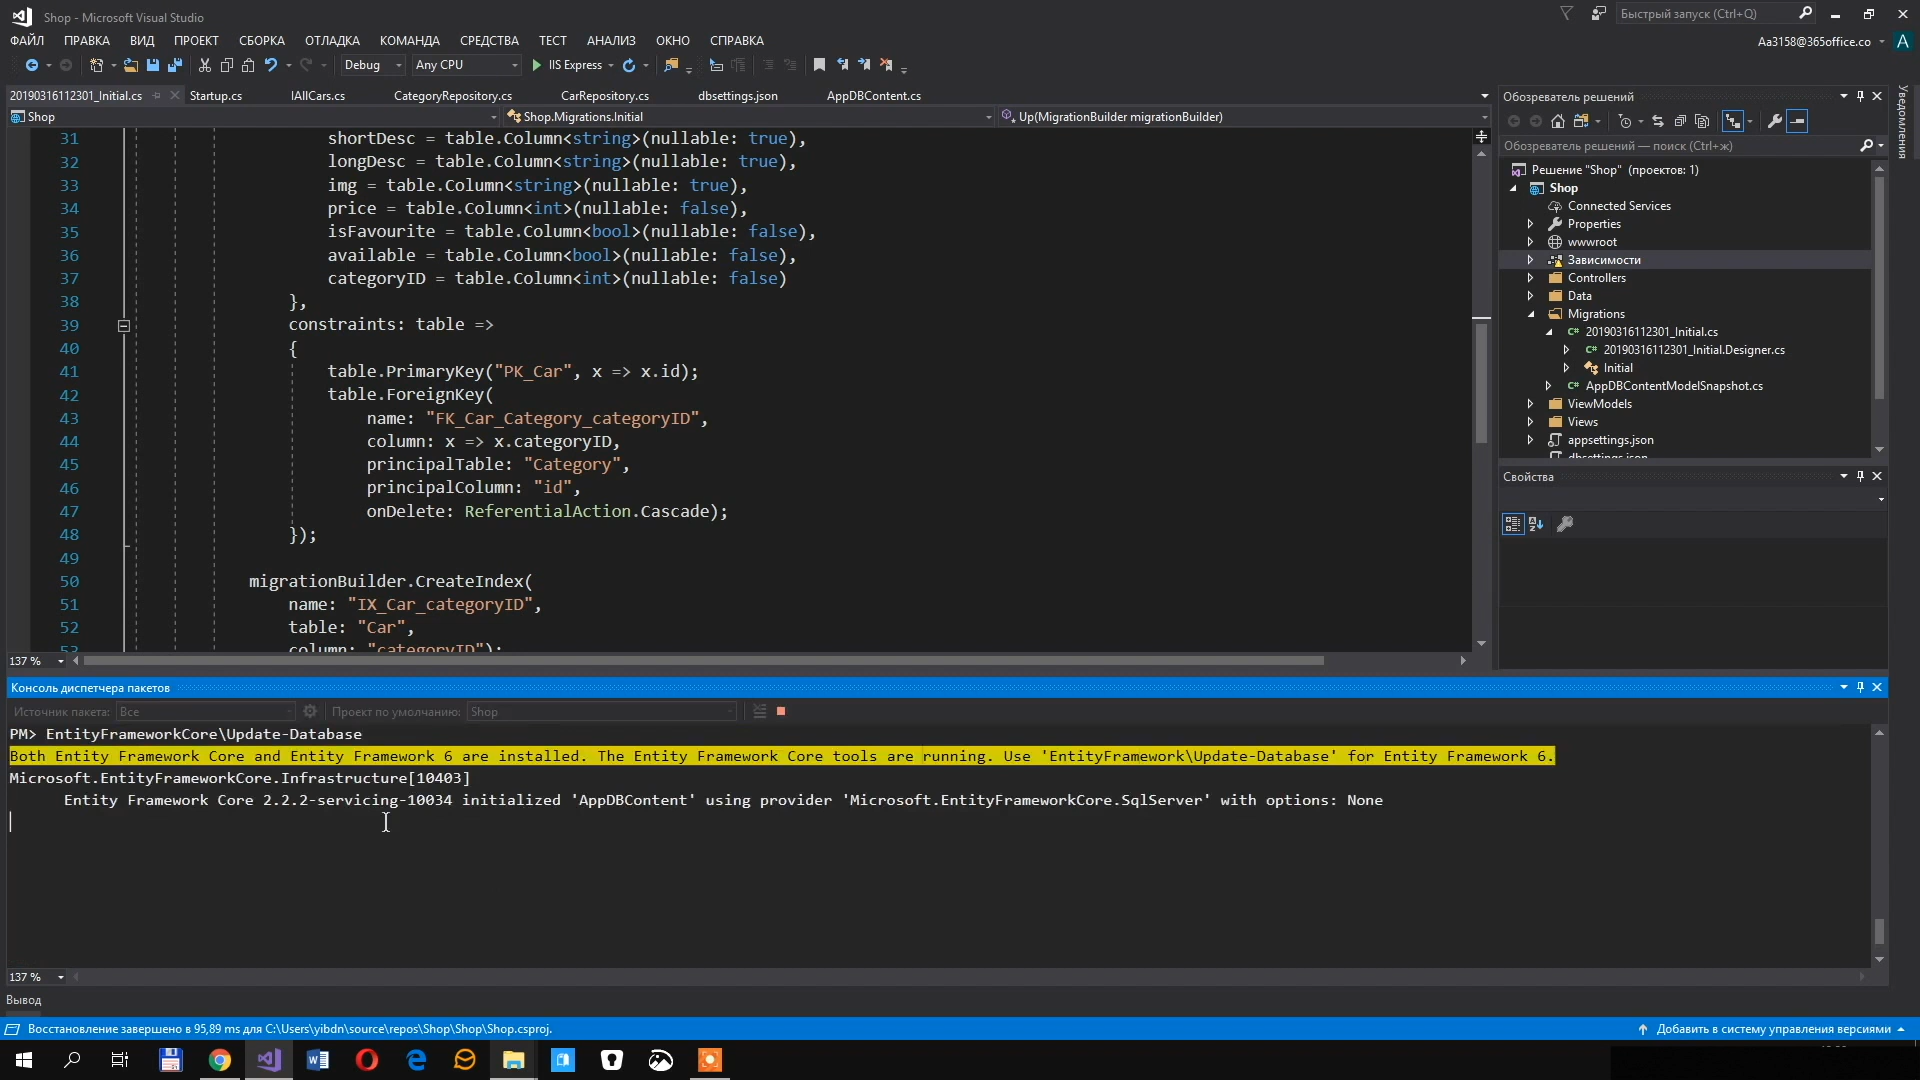 Shop - Microsoft Visual Studio
Быстрый запуск (Ctrl+Q)
ФАЙЛ ПРАВКА ВИД ПРОЕКТ СБОРКА ОТЛАДКА КОМАНДА СРЕДСТВА ТЕСТ АНАЛИЗ ОКНО СПРАВКА
Aa3158@365office.co
A
Debug Any CPU IIS Express
20190316112301_Initial.cs Startup.cs IAllCars.cs CategoryRepository.cs CarRepository.cs dbsettings.json AppDBContent.cs
Shop Shop.Migrations.Initial Up(MigrationBuilder migrationBuilder)
31 shortDesc = table.Column<string>(nullable: true),
32 longDesc = table.Column<string>(nullable: true),
33 img = table.Column<string>(nullable: true),
34 price = table.Column<int>(nullable: false),
35 isFavourite = table.Column<bool>(nullable: false),
36 available = table.Column<bool>(nullable: false),
37 categoryID = table.Column<int>(nullable: false)
38 },
39 constraints: table =>
40 {
41 table.PrimaryKey("PK_Car", x => x.id);
42 table.ForeignKey(
43 name: "FK_Car_Category_categoryID",
44 column: x => x.categoryID,
45 principalTable: "Category",
46 principalColumn: "id",
47 onDelete: ReferentialAction.Cascade);
48 });
49
50 migrationBuilder.CreateIndex(
51 name: "IX_Car_categoryID",
52 table: "Car",
53 column: "categoryID");
137 %
Обозреватель решений
Обозреватель решений — поиск (Ctrl+ж)
Решение "Shop" (проектов: 1)
Shop
Connected Services
Properties
wwwroot
Зависимости
Controllers
Data
Migrations
20190316112301_Initial.cs
20190316112301_Initial.Designer.cs
Initial
AppDBContentModelSnapshot.cs
ViewModels
Views
appsettings.json
dbsettings.json
Свойства
Уведомления
Консоль диспетчера пакетов
Источник пакета: Все Проект по умолчанию: Shop
PM> EntityFrameworkCore\Update-Database
Both Entity Framework Core and Entity Framework 6 are installed. The Entity Framework Core tools are running. Use 'EntityFramework\Update-Database' for Entity Framework 6.
Microsoft.EntityFrameworkCore.Infrastructure[10403]
Entity Framework Core 2.2.2-servicing-10034 initialized 'AppDBContent' using provider 'Microsoft.EntityFrameworkCore.SqlServer' with options: None
137 %
Вывод
Восстановление завершено в 95,89 ms для C:\Users\yibdn\source\repos\Shop\Shop\Shop.csproj.
Добавить в систему управления версиями